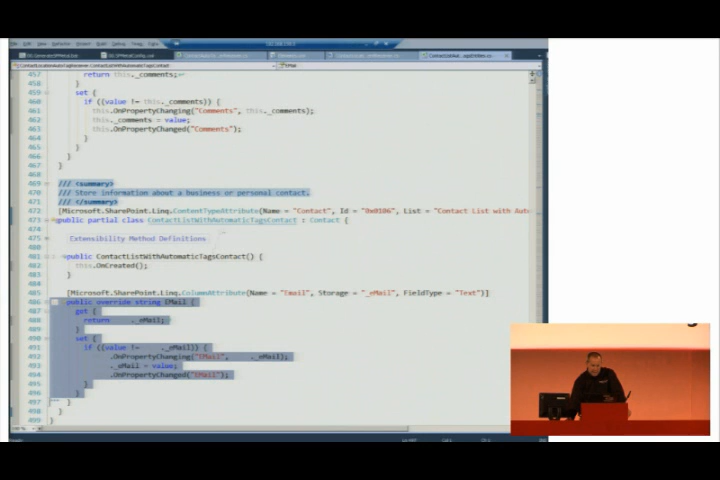 457 return this._comments;
458 }
459 set {
460 if ((value != this._comments)) {
461 this.OnPropertyChanging("Comments", this._comments);
462 this._comments = value;
463 this.OnPropertyChanged("Comments");
464 }
465 }
466 }
467 }
468
469 /// <summary>
470 /// Store information about a business or personal contact.
471 /// </summary>
472 [Microsoft.SharePoint.Linq.ContentTypeAttribute(Name = "Contact", Id = "0x0106", List = "Contact List with Auto
473 public partial class ContactListWithAutomaticTagsContact : Contact {
474
475 Extensibility Method Definitions
480
481 public ContactListWithAutomaticTagsContact() {
482 this.OnCreated();
483 }
484
485 [Microsoft.SharePoint.Linq.ColumnAttribute(Name = "Email", Storage = "_eMail", FieldType = "Text")]
486 public override string EMail {
487 get {
488 return ._eMail;
489 }
490 set {
491 if ((value != ._eMail)) {
492 .OnPropertyChanging("EMail", ._eMail);
493 ._eMail = value;
494 .OnPropertyChanged("EMail");
495 }
496 }
497 }
498 }
499 }